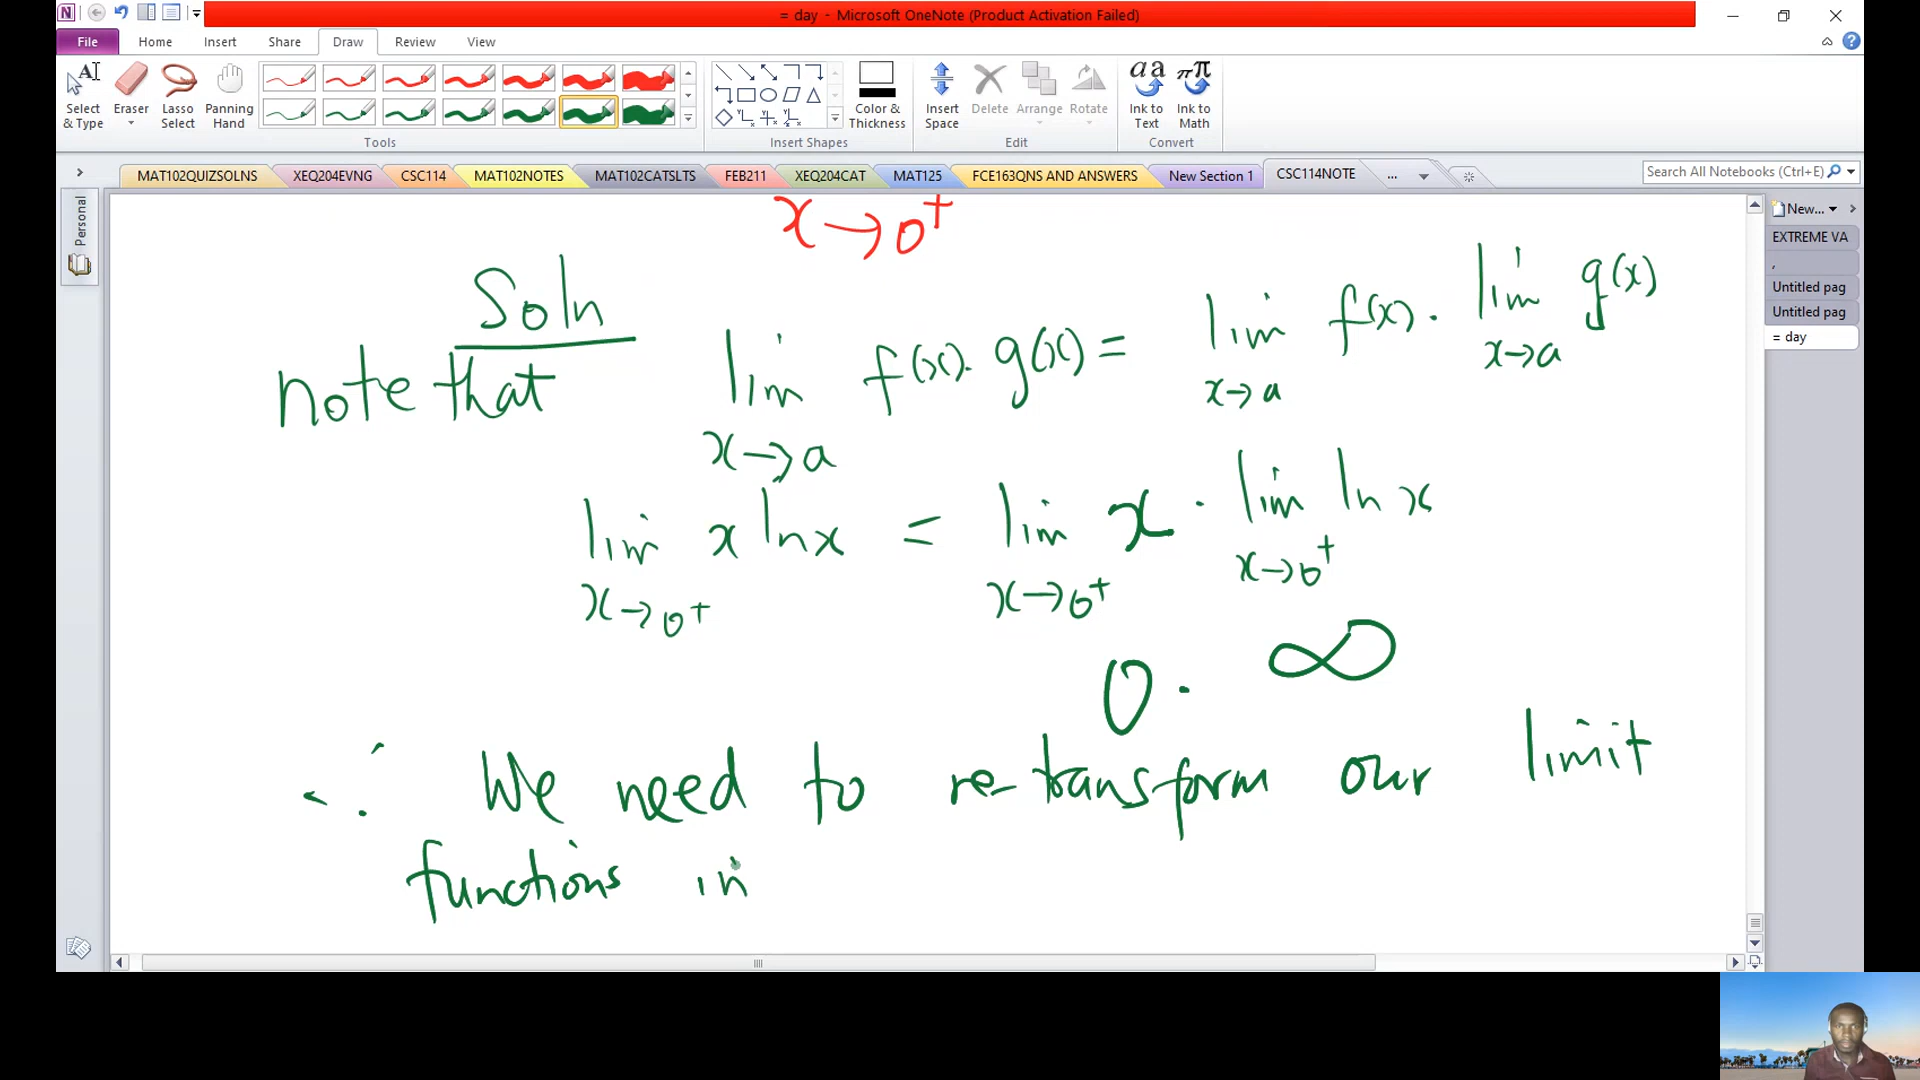 = day - Microsoft OneNote (Product Activation Failed)
File Home Insert Share Draw Review View
Select & Type Eraser Lasso Select Panning Hand Color & Thickness Insert Space Delete Arrange Rotate Ink to Text Ink to Math
Tools Insert Shapes Edit Convert
MAT102QUIZSOLNS XEQ204EVNG CSC114 MAT102NOTES MAT102CATSLTS FEB211 XEQ204CAT MAT125 FCE163QNS AND ANSWERS New Section 1 CSC114NOTE ... Search All Notebooks (Ctrl+E)
Personal
New...
EXTREME VA
,
Untitled pag
Untitled pag
= day
x → 0⁺
Soln
note that lim f(x). g(x) = lim f(x) . lim g(x)
x → a x → a x → a
lim x ln x = lim x . lim ln x
x → 0⁺ x → 0⁺ x → 0⁺
0 . ∞
∴ We need to re-transform our limit
functions in